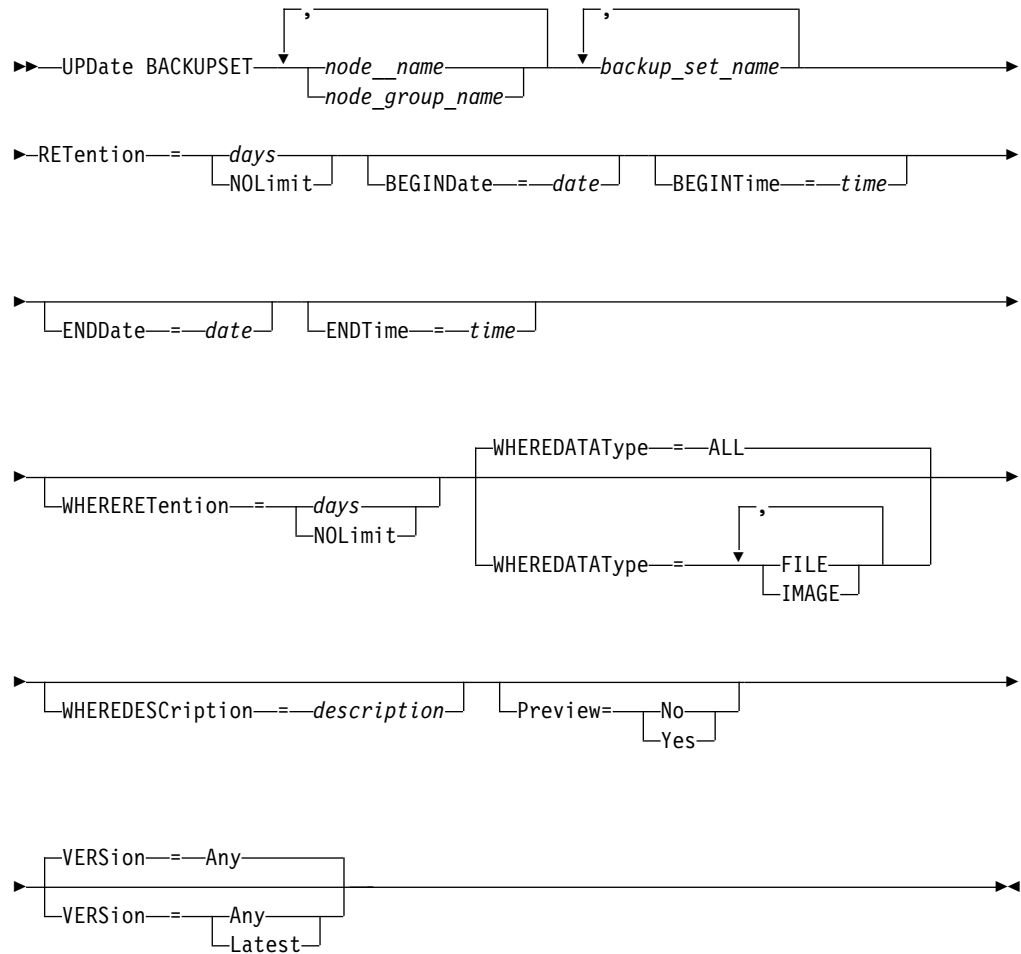 , ,
UPDate BACKUPSET node__name backup_set_name
node_group_name
RETention = days
NOLimit BEGINDate = date BEGINTime = time
ENDDate = date ENDTime = time
WHEREDATAType = ALL
WHERERETention = days ,
NOLimit
WHEREDATAType = FILE
IMAGE
WHEREDESCription = description Preview= No
Yes
VERSion = Any
VERSion = Any
Latest